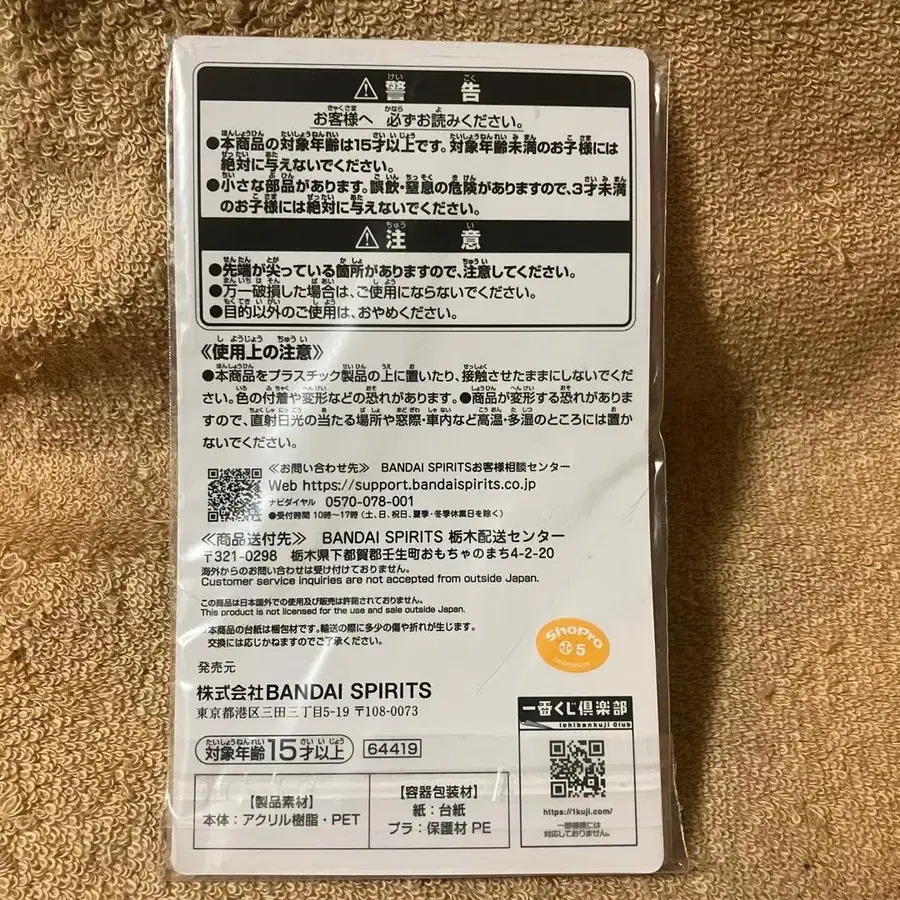 ⚠警告
お客様へ 必ずお読みください。
●本商品の対象年齢は15才以上です。対象年齢未満のお子様には
絶対に与えないでください。
●小さな部品があります。誤飲・窒息の危険がありますので、3才未満
のお子様には絶対に与えないでください。
⚠注意
●先端が尖っている箇所がありますので、注意してください。
●万一破損した場合は、ご使用にならないでください。
●目的以外のご使用は、おやめください。
《使用上の注意》
●本商品をプラスチック製品の上に置いたり、接触させたままにしないでくだ
さい。色の付着や変形などの恐れがあります。●商品が変形する恐れがありま
すので、直射日光の当たる場所や窓際・車内など高温・多湿のところには置か
ないでください。
《お問い合わせ先》 BANDAI SPIRITSお客様相談センター
Web https://support.bandaispirits.co.jp
ナビダイヤル 0570-078-001
●受付時間 10時〜17時(土、日、祝日、夏季・冬季休業日を除く)
《商品送付先》 BANDAI SPIRITS 栃木配送センター
〒321-0298 栃木県下都賀郡壬生町おもちゃのまち4-2-20
海外からのお問い合わせは受け付けておりません。
Customer service inquiries are not accepted from outside Japan.
この商品は日本国外での使用及び販売は許諾されておりません。
This product is not licensed for the use and sale outside Japan.
※本商品の台紙は梱包材です。輸送の際に多少の傷や折れが生じます。
交換には応じかねますのでご了承ください。
ShoPro
小 5
発売元
株式会社BANDAI SPIRITS
東京都港区三田三丁目5-19 〒108-0073
一番くじ倶楽部
Ichibankuji Club
対象年齢15才以上
64419
【製品素材】
本体：アクリル樹脂・PET
【容器包装材】
紙：台紙
プラ：保護材 PE
https://1kuji.com/
一部機種には
対応しておりません。